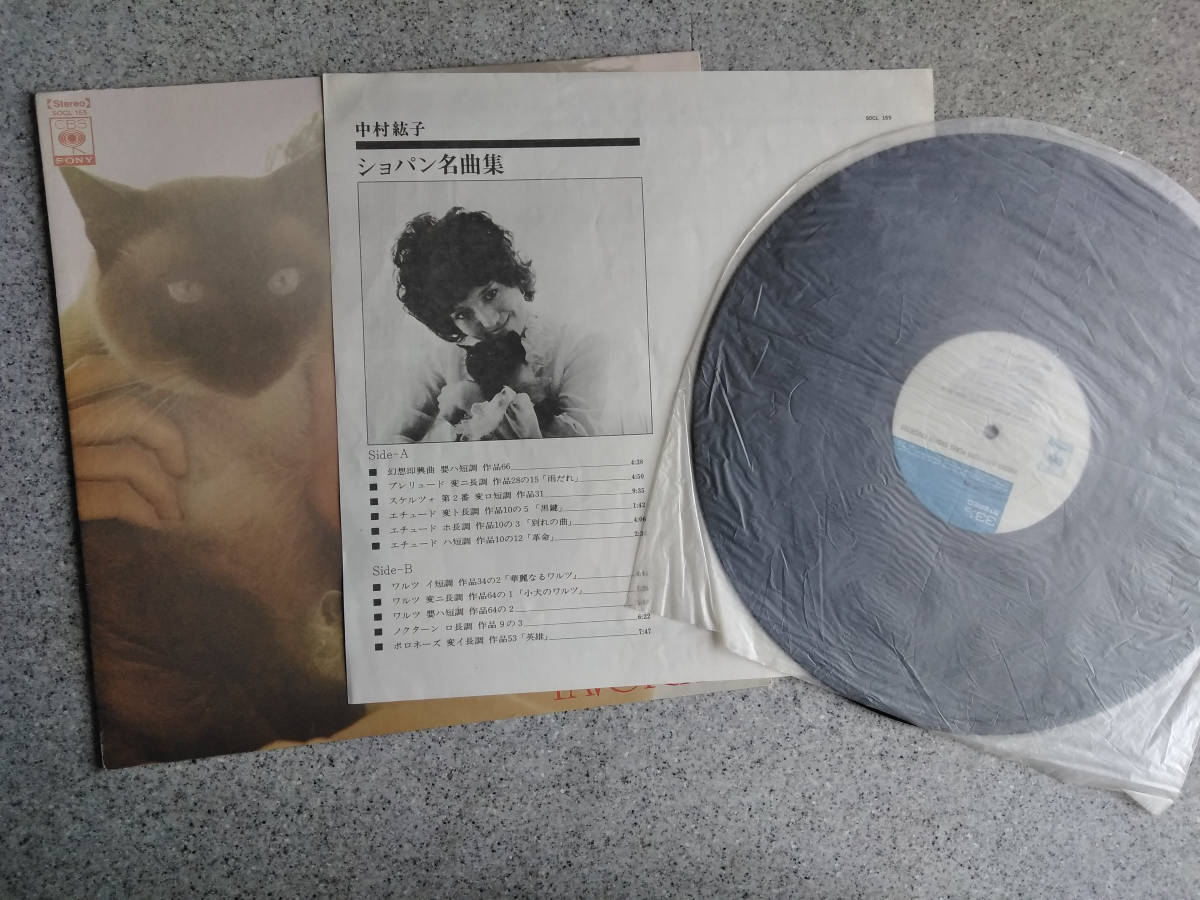 【Stereo】
SOCL 155
CBS
SONY
SOCL 155
中村紘子
ショパン名曲集
Side-A
■ 幻想即興曲 嬰ハ短調 作品66 4:38
■ プレリュード 変ニ長調 作品28の15「雨だれ」 4:50
■ スケルツォ 第2番 変ロ短調 作品31 9:35
■ エチュード 変ト長調 作品10の5「黒鍵」 1:42
■ エチュード ホ長調 作品10の3「別れの曲」 4:06
■ エチュード ハ短調 作品10の12「革命」
Side-B
■ ワルツ イ短調 作品34の2「華麗なるワルツ」
■ ワルツ 変ニ長調 作品64の1「小犬のワルツ」
■ ワルツ 嬰ハ短調 作品64の2
■ ノクターン ロ長調 作品9の3 6:22
■ ポロネーズ 変イ長調 作品53「英雄」 7:47
33 1/3
STEREO